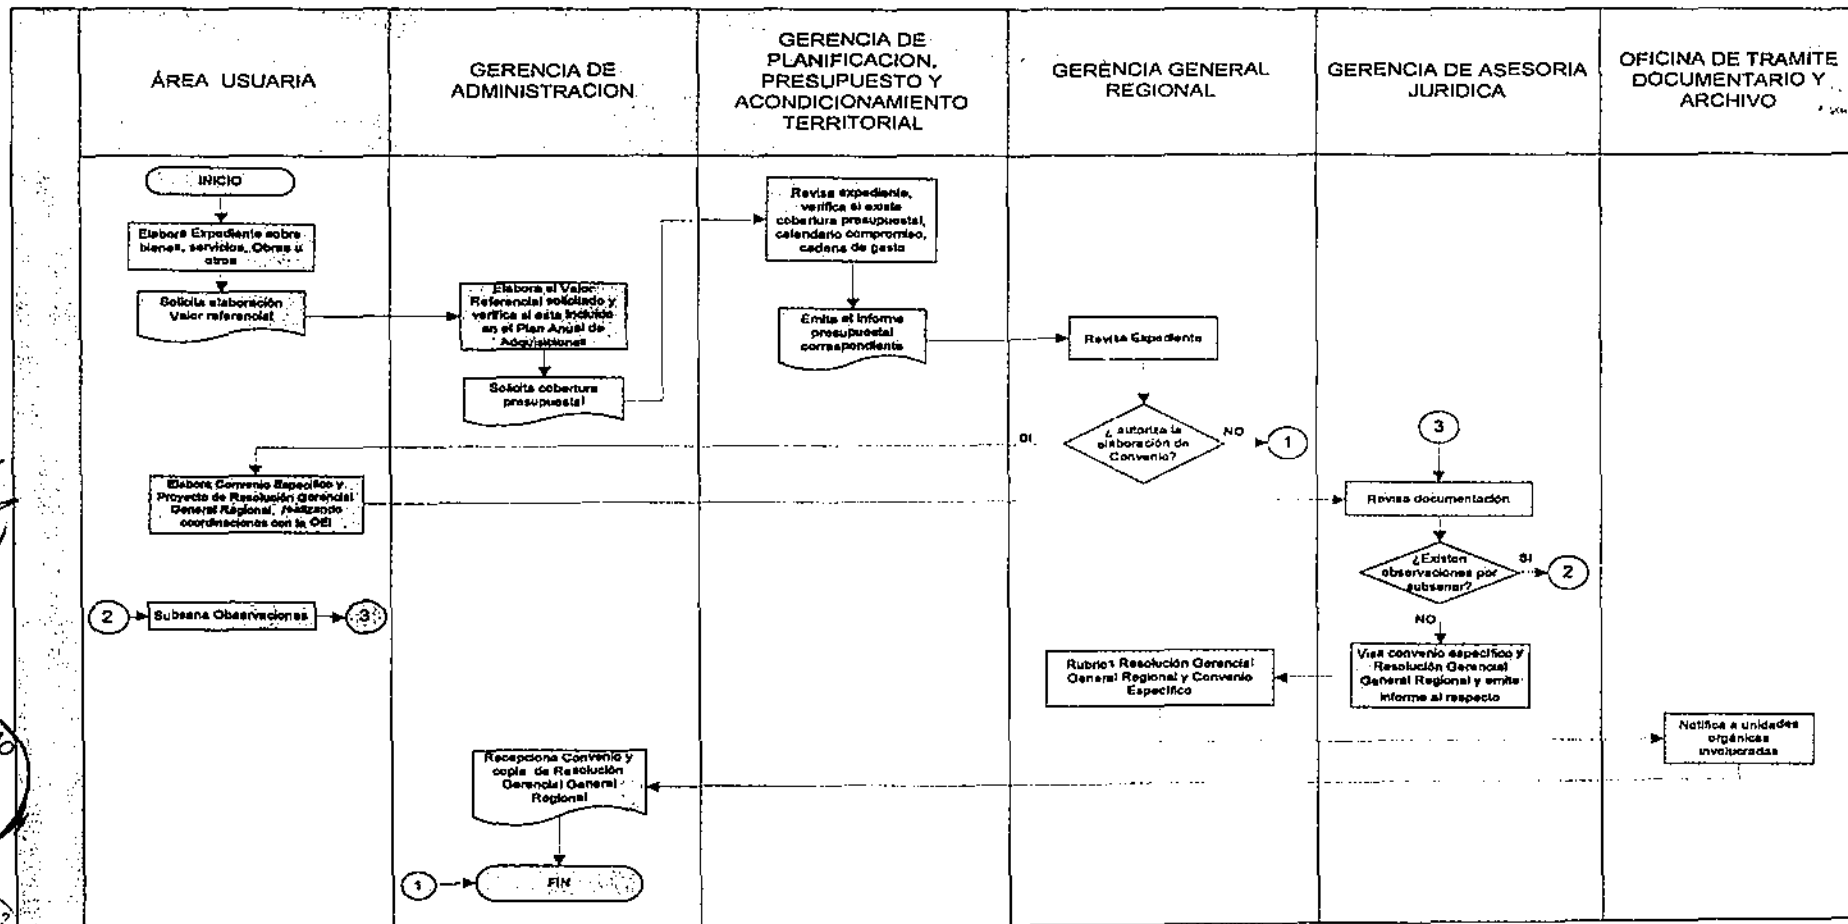 ÁREA USUARIA
GERENCIA DE
ADMINISTRACION
GERENCIA DE
PLANIFICACION,
PRESUPUESTO Y
ACONDICIONAMIENTO
TERRITORIAL
GERENCIA GENERAL
REGIONAL
GERENCIA DE ASESORIA
JURIDICA
OFICINA DE TRAMITE
DOCUMENTARIO Y
ARCHIVO
INICIO
Elabora Expediente sobre
bienes, servicios, Obras u
otros
Solicita elaboración
Valor referencial
Elabora el Valor
Referencial solicitado y
verifica si esta incluido
en el Plan Anual de
Adquisiciones
Solicita cobertura
presupuestal
Revisa expediente,
verifica si existe
cobertura presupuestal,
calendario compromiso,
cadena de gasto
Emite el informe
presupuestal
correspondiente
Revisa Expediente
¿ autoriza la
elaboración de
Convenio?
SI
NO
1
3
Elabora Convenio Específico y
Proyecto de Resolución Gerencial
General Regional, realizando
coordinaciones con la OEI
Revisa documentación
¿Existen
observaciones por
subsanar?
SI
2
NO
2
Subsana Observaciones
3
Visa convenio específico y
Resolución Gerencial
General Regional y emite
informe al respecto
Rubrica Resolución Gerencial
General Regional y Convenio
Específico
Notifica a unidades
orgánicas
involucradas
Recepciona Convenio y
copia de Resolución
Gerencial General
Regional
1
FIN